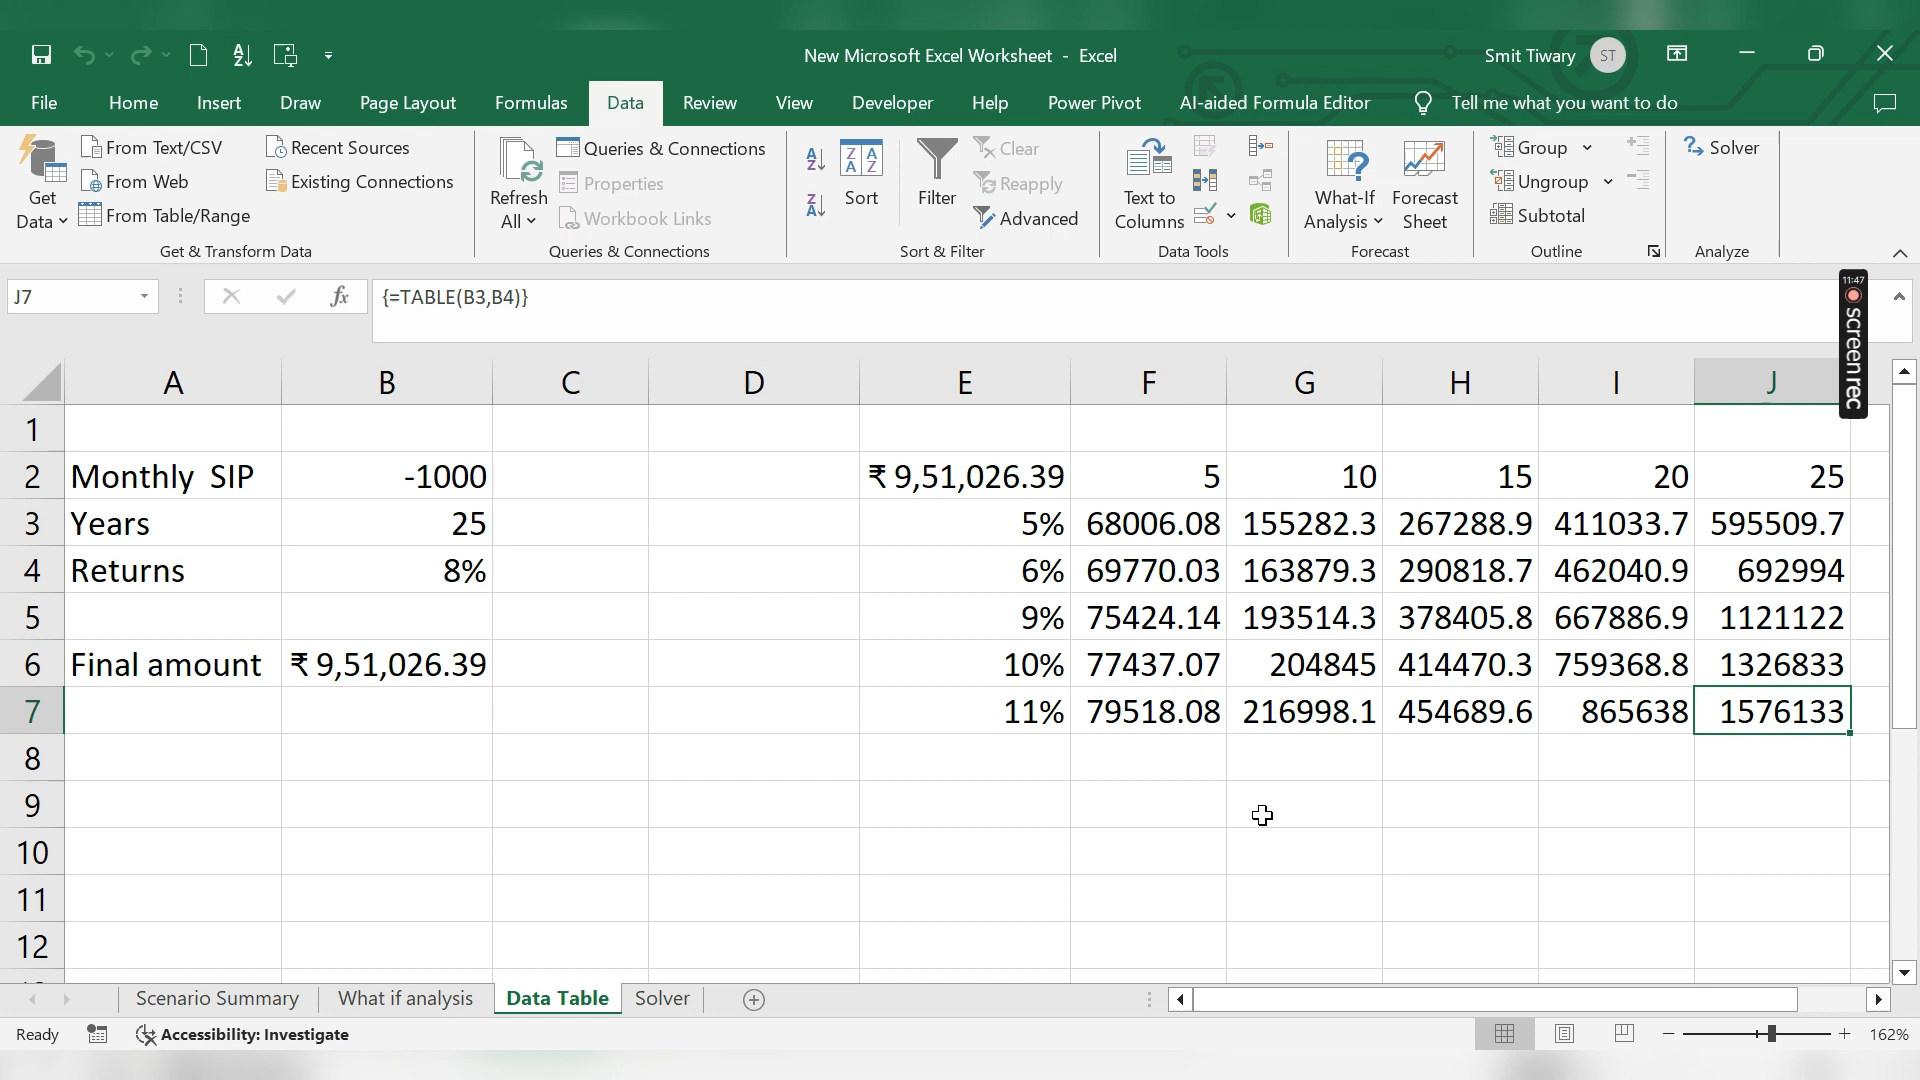 New Microsoft Excel Worksheet - Excel
Smit Tiwary ST
File Home Insert Draw Page Layout Formulas Data Review View Developer Help Power Pivot AI-aided Formula Editor Tell me what you want to do
Get Data
From Text/CSV
From Web
From Table/Range
Recent Sources
Existing Connections
Get & Transform Data
Refresh All
Queries & Connections
Properties
Workbook Links
Queries & Connections
Sort
Filter
Clear
Reapply
Advanced
Sort & Filter
Text to Columns
Data Tools
What-If Analysis
Forecast Sheet
Forecast
Group
Ungroup
Subtotal
Outline
Solver
Analyze
J7
fx
{=TABLE(B3,B4)}
11:47
screenrec
A B C D E F G H I J
1
2 Monthly SIP -1000 ₹ 9,51,026.39 5 10 15 20 25
3 Years 25 5% 68006.08 155282.3 267288.9 411033.7 595509.7
4 Returns 8% 6% 69770.03 163879.3 290818.7 462040.9 692994
5 9% 75424.14 193514.3 378405.8 667886.9 1121122
6 Final amount ₹ 9,51,026.39 10% 77437.07 204845 414470.3 759368.8 1326833
7 11% 79518.08 216998.1 454689.6 865638 1576133
8
9
10
11
12
Scenario Summary What if analysis Data Table Solver
Ready Accessibility: Investigate 162%